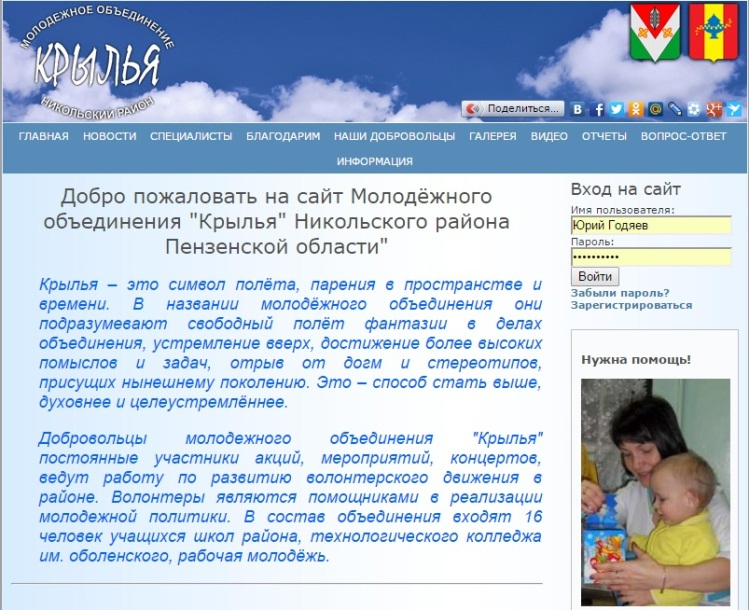 МОЛОДЕЖНОЕ ОБЪЕДИНЕНИЕ
КРЫЛЬЯ
НИКОЛЬСКИЙ РАЙОН
Поделиться...
ГЛАВНАЯ НОВОСТИ СПЕЦИАЛИСТЫ БЛАГОДАРИМ НАШИ ДОБРОВОЛЬЦЫ ГАЛЕРЕЯ ВИДЕО ОТЧЕТЫ ВОПРОС-ОТВЕТ
ИНФОРМАЦИЯ
Добро пожаловать на сайт Молодёжного
объединения "Крылья" Никольского района
Пензенской области"
Крылья – это символ полёта, парения в пространстве и
времени. В названии молодёжного объединения они
подразумевают свободный полёт фантазии в делах
объединения, устремление вверх, достижение более высоких
помыслов и задач, отрыв от догм и стереотипов,
присущих нынешнему поколению. Это – способ стать выше,
духовнее и целеустремлённее.
Добровольцы молодежного объединения "Крылья"
постоянные участники акций, мероприятий, концертов,
ведут работу по развитию волонтерского движения в
районе. Волонтеры являются помощниками в реализации
молодежной политики. В состав объединения входят 16
человек учащихся школ района, технологического колледжа
им. оболенского, рабочая молодёжь.
Вход на сайт
Имя пользователя:
Юрий Годяев
Пароль:
••••••••••
Войти
Забыли пароль?
Зарегистрироваться
Нужна помощь!